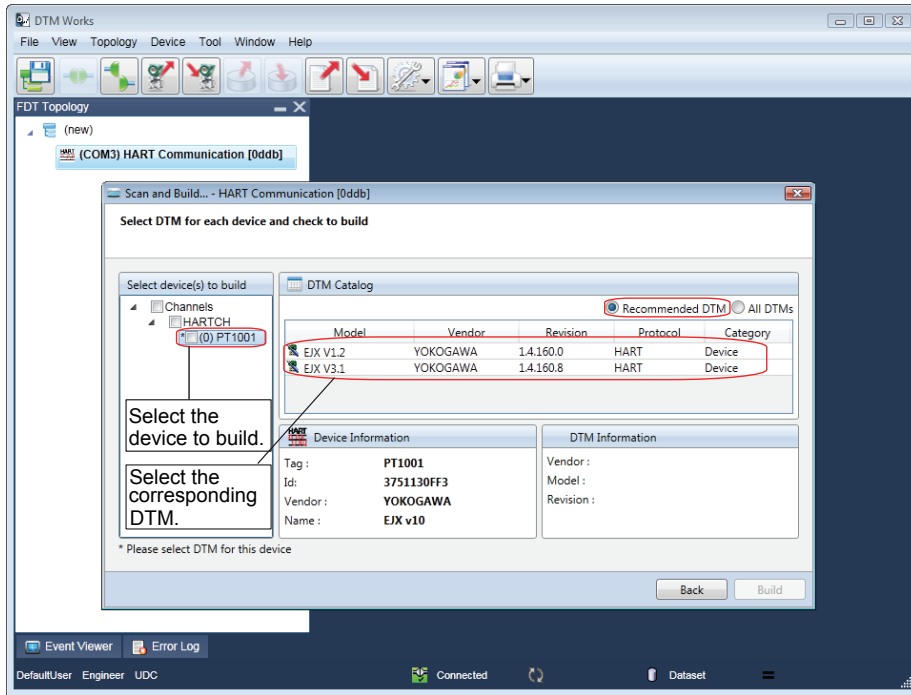 DTM Works
File View Topology Device Tool Window Help
FDT Topology
(new)
HART (COM3) HART Communication [0ddb]
Scan and Build... - HART Communication [0ddb]
Select DTM for each device and check to build
Select device(s) to build
Channels
HARTCH
* (0) PT1001
Select the
device to build.
Select the
corresponding
DTM.
DTM Catalog
Recommended DTM All DTMs
Model Vendor Revision Protocol Category
EJX V1.2 YOKOGAWA 1.4.160.0 HART Device
EJX V3.1 YOKOGAWA 1.4.160.8 HART Device
HART Device Information
Tag : PT1001
Id: 3751130FF3
Vendor : YOKOGAWA
Name : EJX v10
DTM Information
Vendor :
Model :
Revision :
* Please select DTM for this device
Back Build
Event Viewer Error Log
DefaultUser Engineer UDC Connected Dataset